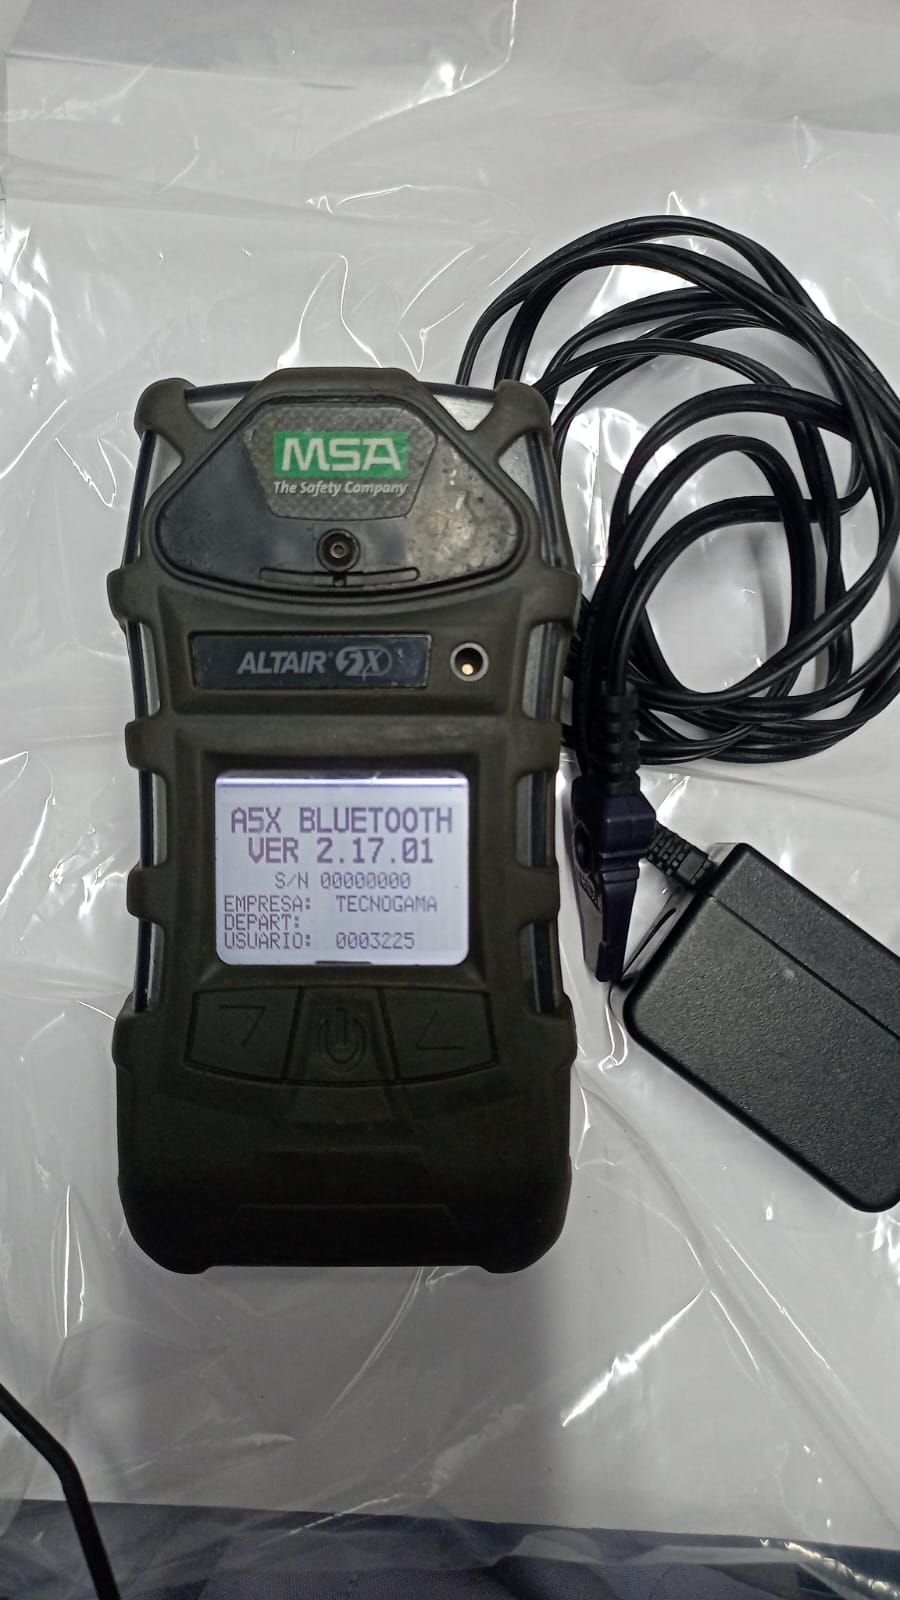 MSA
The Safety Company
ALTAIR® 5X
A5X BLUETOOTH
VER 2.17.01
S/N 00000000
EMPRESA: TECNOGAMA
DEPART:
USUARIO: 0003225